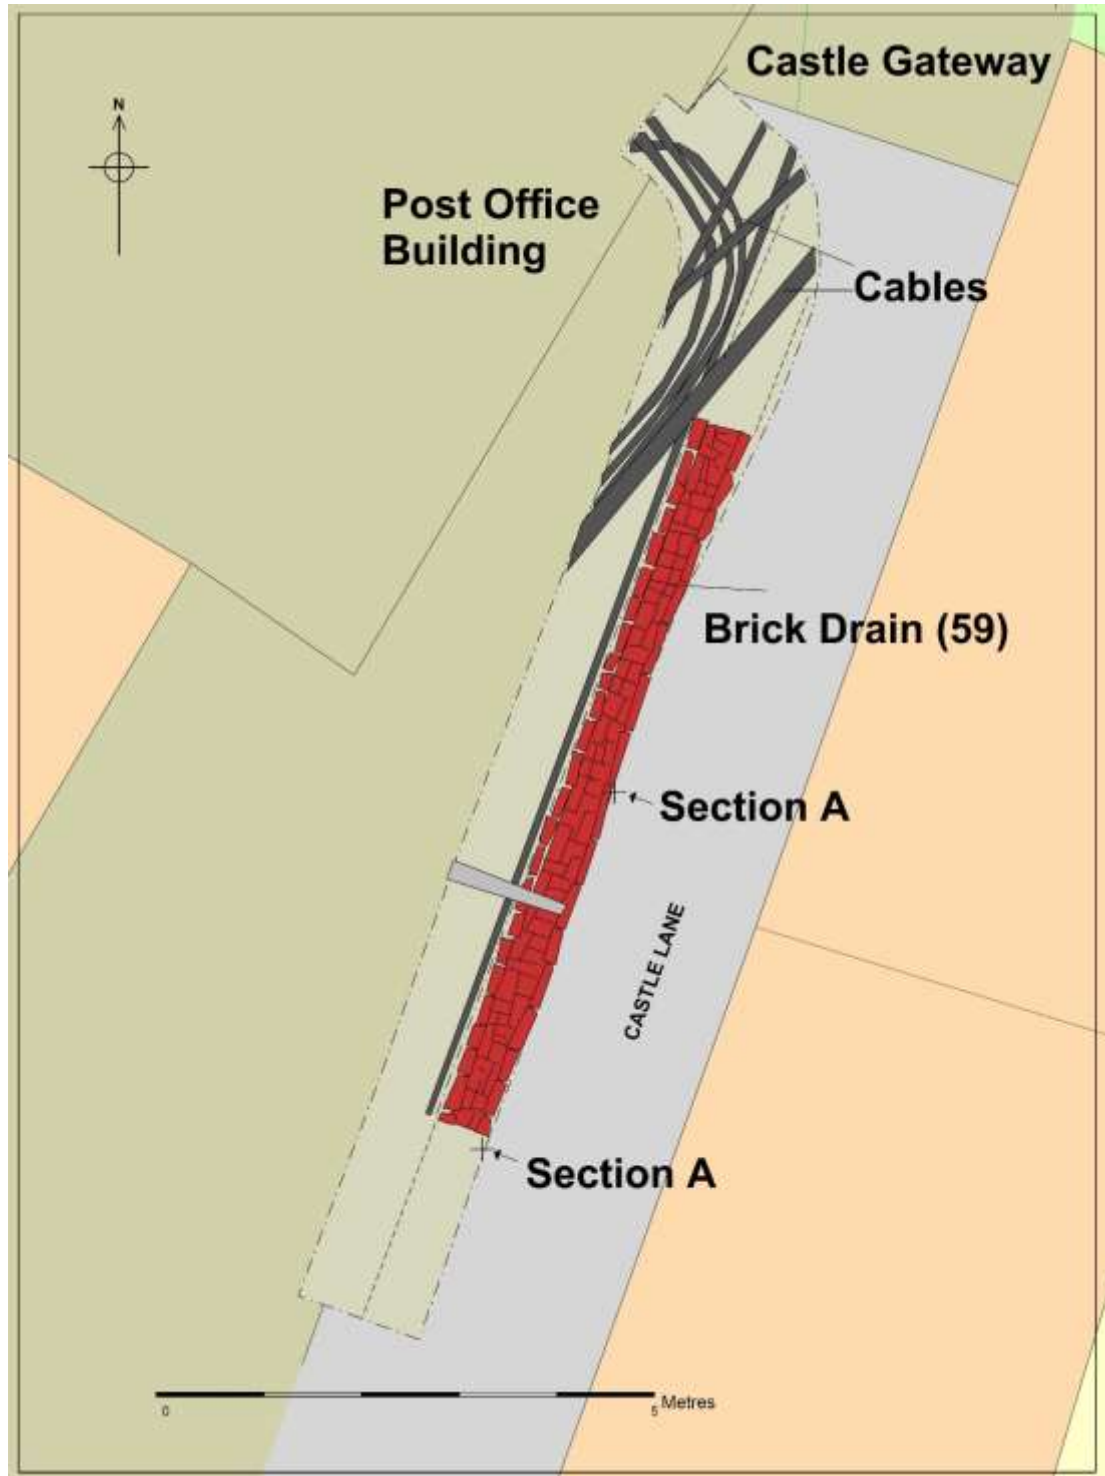 Castle Gateway
N
Post Office
Building
Cables
Brick Drain (59)
Section A
CASTLE LANE
Section A
0
5
Metres